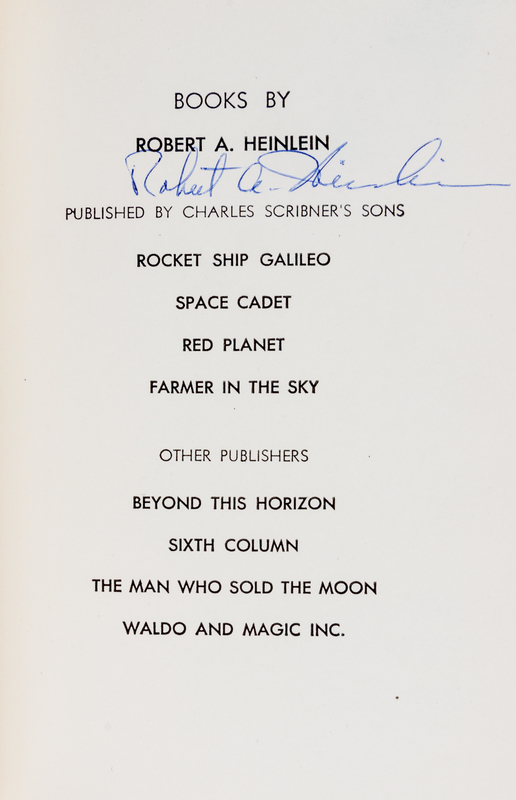 BOOKS BY
ROBERT A. HEINLEIN
Robert A. Heinlein
PUBLISHED BY CHARLES SCRIBNER'S SONS
ROCKET SHIP GALILEO
SPACE CADET
RED PLANET
FARMER IN THE SKY
OTHER PUBLISHERS
BEYOND THIS HORIZON
SIXTH COLUMN
THE MAN WHO SOLD THE MOON
WALDO AND MAGIC INC.